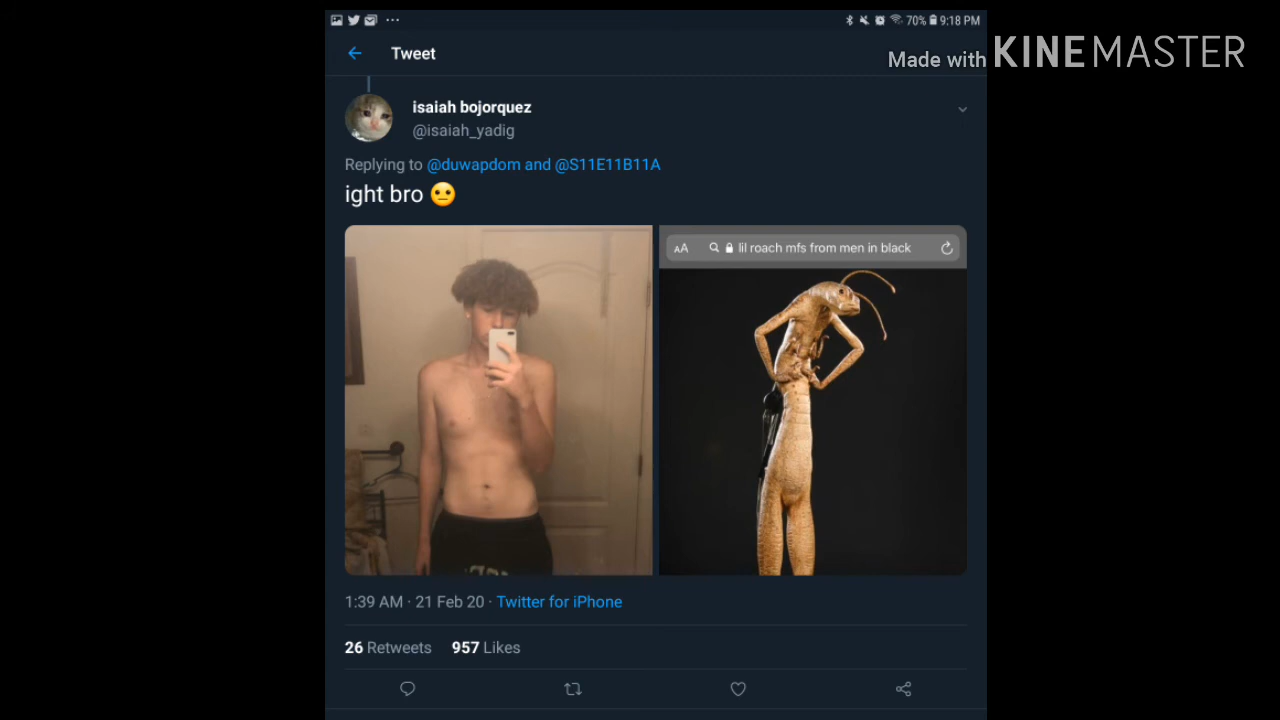 70% 9:18 PM
Tweet
Made with KINEMASTER
isaiah bojorquez
@isaiah_yadig
Replying to @duwapdom and @S11E11B11A
ight bro 😐
AA lil roach mfs from men in black
1:39 AM · 21 Feb 20 · Twitter for iPhone
26 Retweets 957 Likes